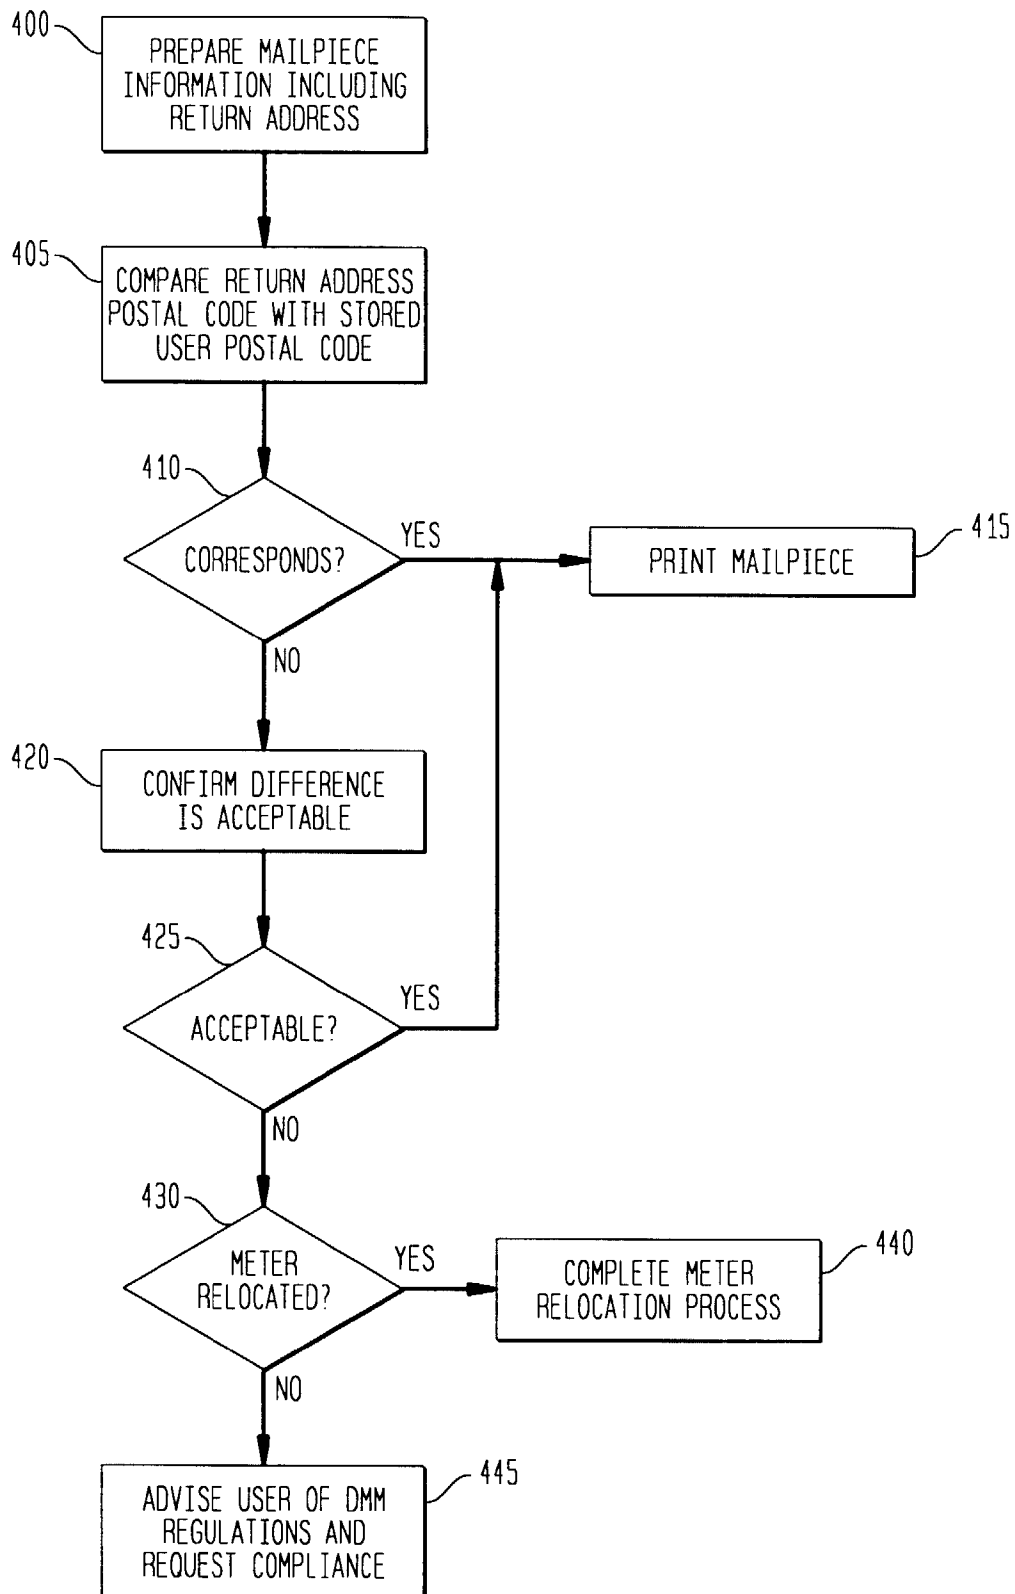 400
PREPARE MAILPIECE
INFORMATION INCLUDING
RETURN ADDRESS
405
COMPARE RETURN ADDRESS
POSTAL CODE WITH STORED
USER POSTAL CODE
410
CORRESPONDS?
YES
NO
415
PRINT MAILPIECE
420
CONFIRM DIFFERENCE
IS ACCEPTABLE
425
ACCEPTABLE?
YES
NO
430
METER
RELOCATED?
YES
NO
440
COMPLETE METER
RELOCATION PROCESS
445
ADVISE USER OF DMM
REGULATIONS AND
REQUEST COMPLIANCE